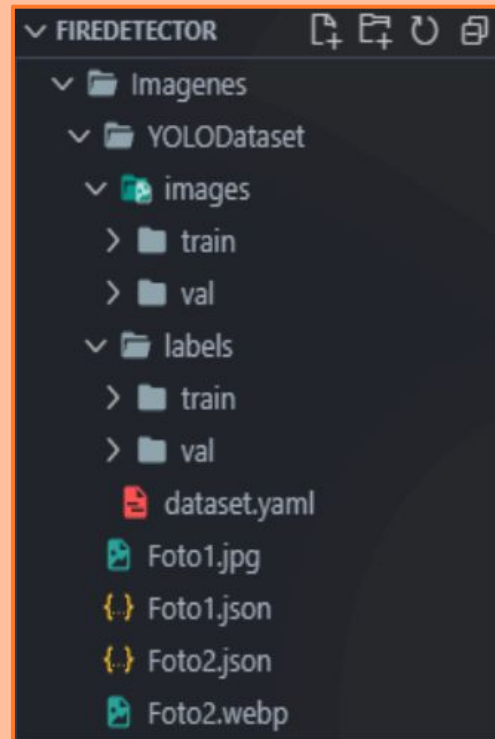 FIREDETECTOR
Imagenes
YOLODataset
images
train
val
labels
train
val
dataset.yaml
Foto1.jpg
{..} Foto1.json
{..} Foto2.json
Foto2.webp